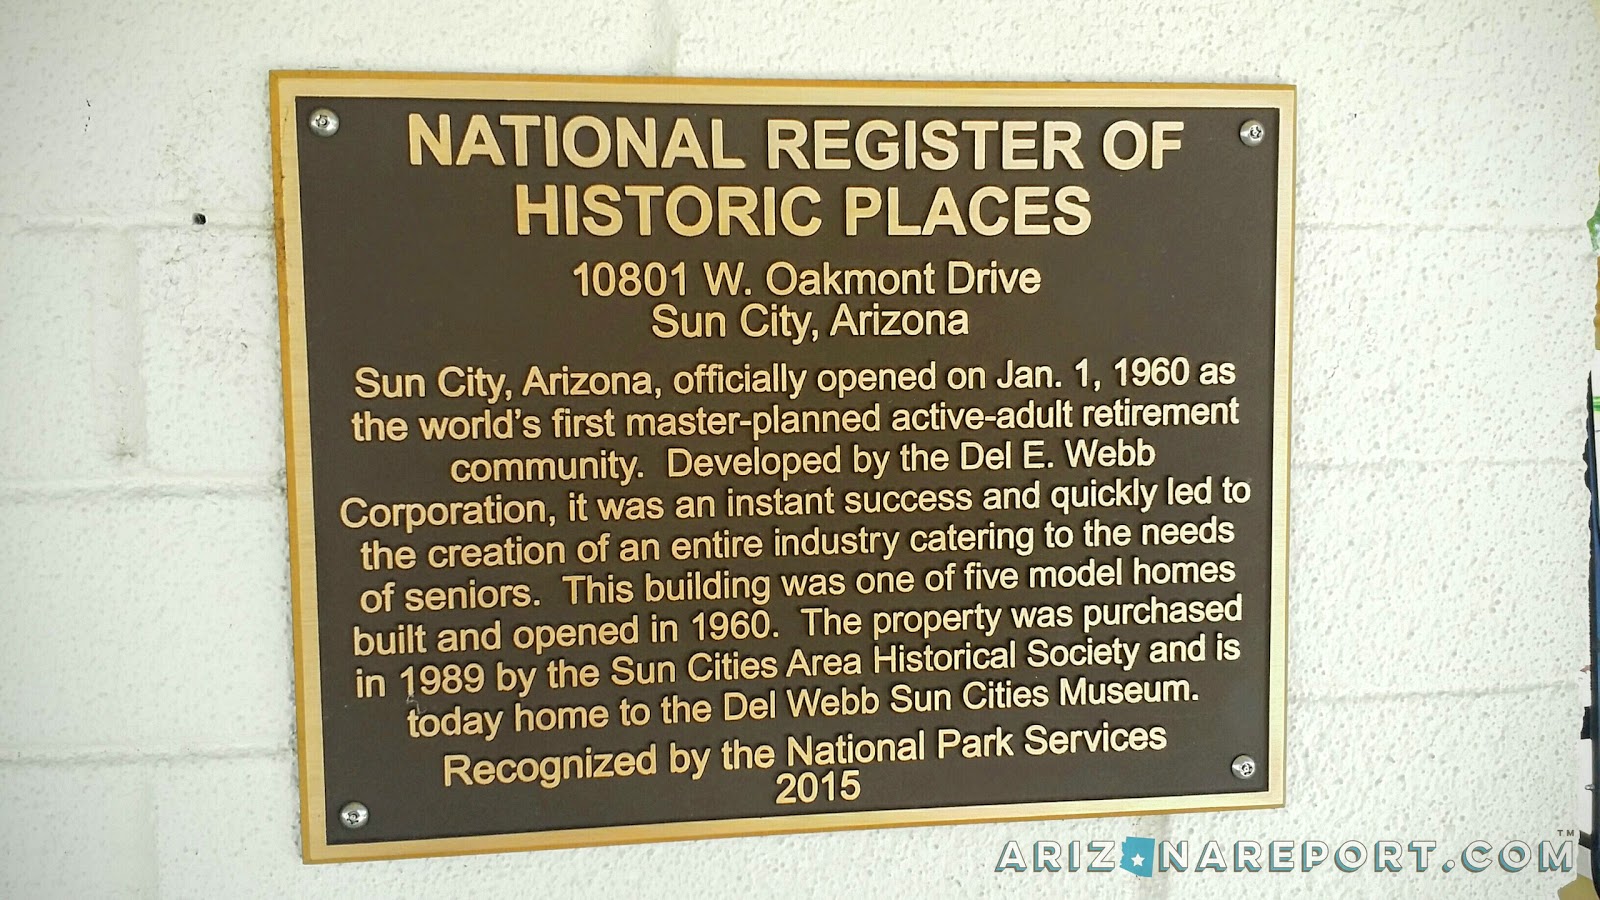 NATIONAL REGISTER OF
HISTORIC PLACES
10801 W. Oakmont Drive
Sun City, Arizona
Sun City, Arizona, officially opened on Jan. 1, 1960 as
the world's first master-planned active-adult retirement
community. Developed by the Del E. Webb
Corporation, it was an instant success and quickly led to
the creation of an entire industry catering to the needs
of seniors. This building was one of five model homes
built and opened in 1960. The property was purchased
in 1989 by the Sun Cities Area Historical Society and is
today home to the Del Webb Sun Cities Museum.
Recognized by the National Park Services
2015
ARIZONAREPORT.COM™